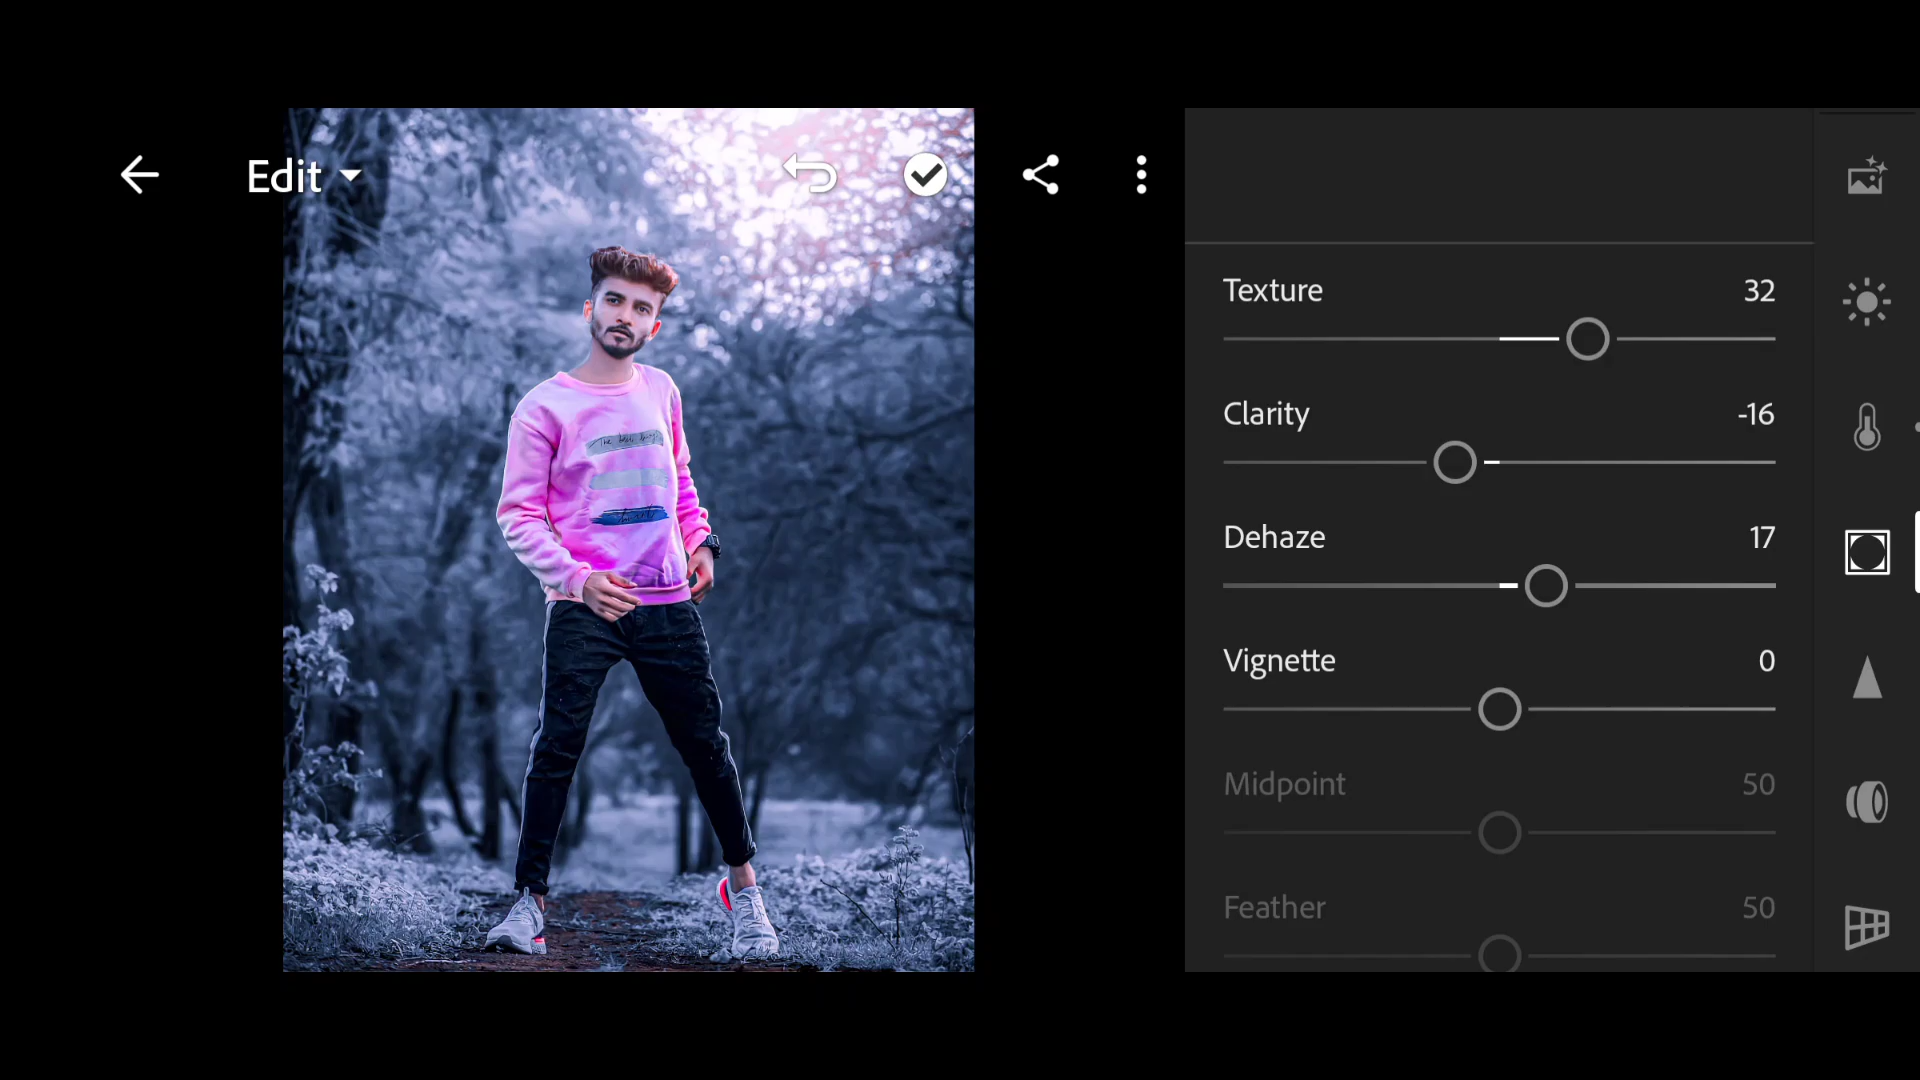 Edit
Texture 32
Clarity -16
Dehaze 17
Vignette 0
Midpoint 50
Feather 50